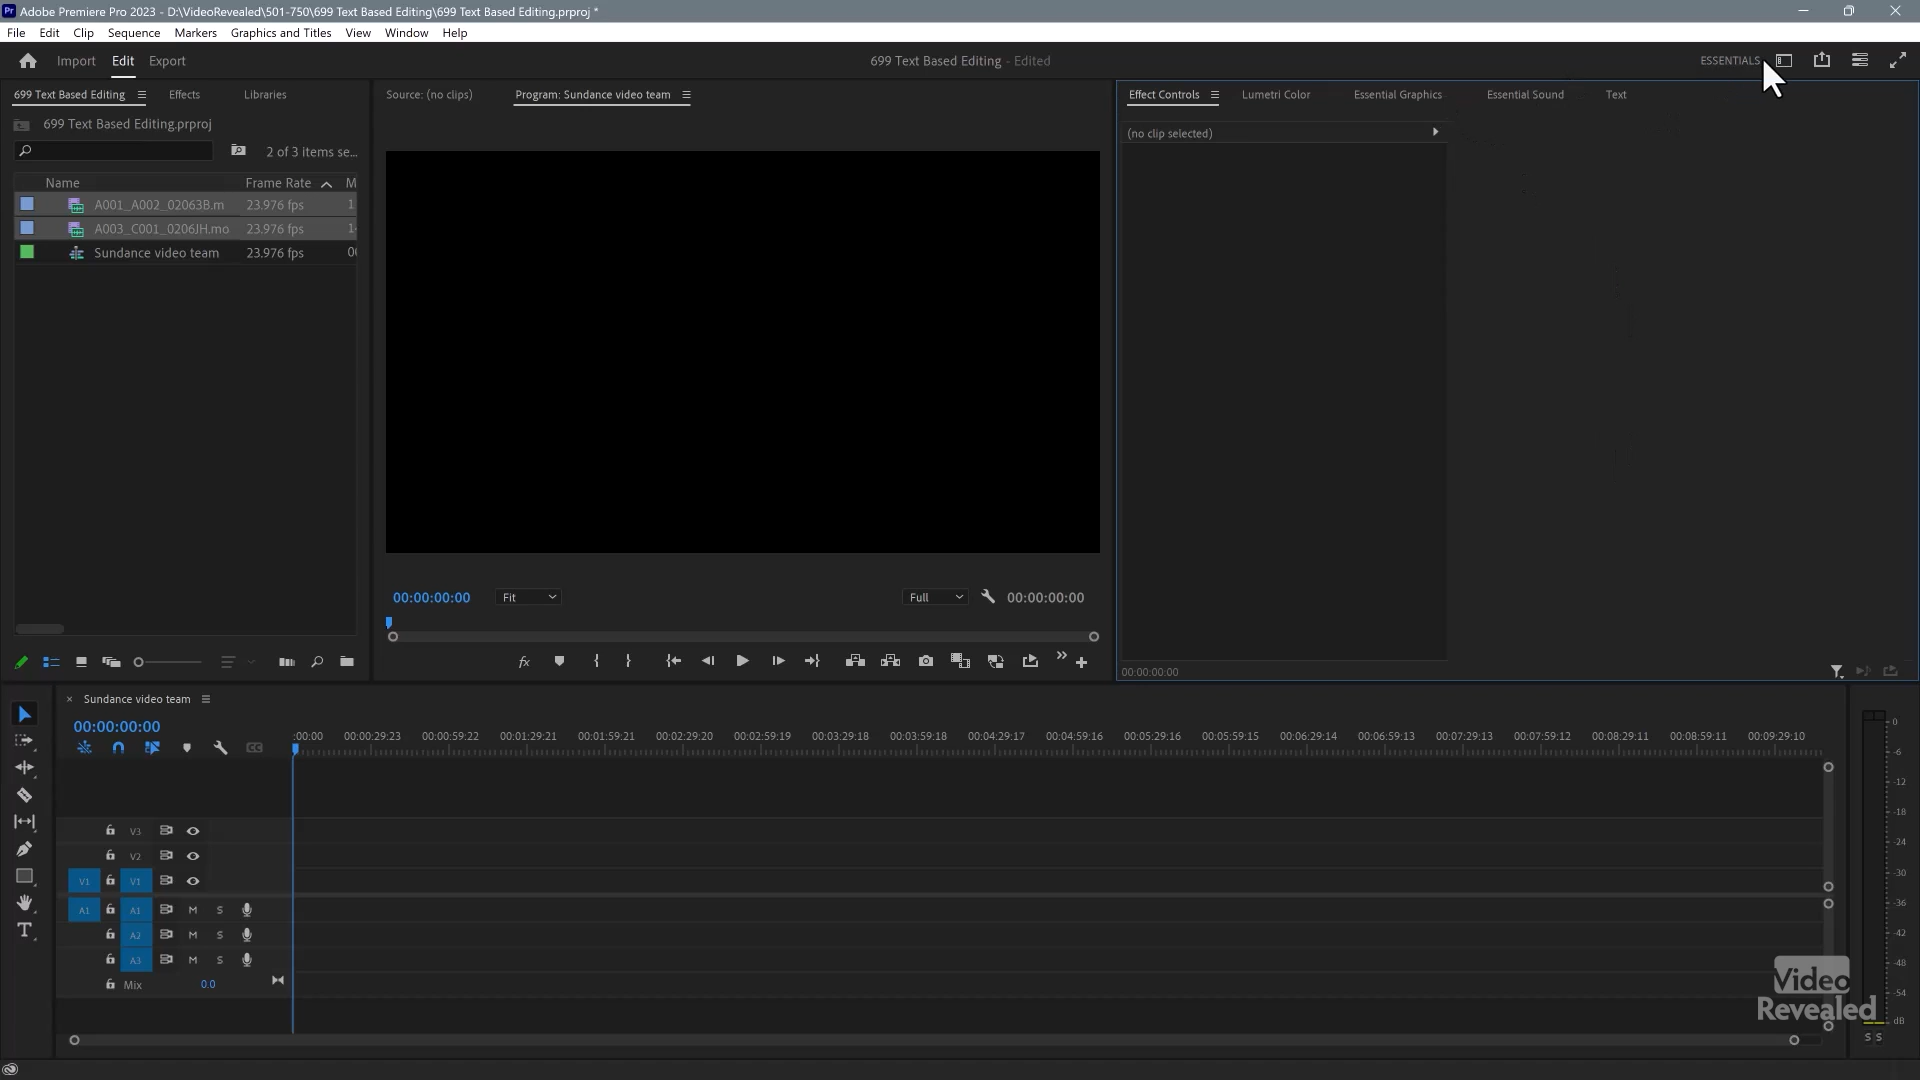 Pr Adobe Premiere Pro 2023 - D:\VideoRevealed\501-750\699 Text Based Editing\699 Text Based Editing.prproj *
File Edit Clip Sequence Markers Graphics and Titles View Window Help
Import Edit Export 699 Text Based Editing - Edited ESSENTIALS
699 Text Based Editing Effects Libraries
Source: (no clips) Program: Sundance video team
Effect Controls Lumetri Color Essential Graphics Essential Sound Text
699 Text Based Editing.prproj
(no clip selected)
2 of 3 items se...
Name Frame Rate M
A001_A002_02063B.m 23.976 fps 1
A003_C001_0206JH.mo 23.976 fps 1
Sundance video team 23.976 fps 00
00:00:00:00 Fit Full 00:00:00:00
fx
00:00:00:00
× Sundance video team
00:00:00:00
:00:00 00:00:29:23 00:00:59:22 00:01:29:21 00:01:59:21 00:02:29:20 00:02:59:19 00:03:29:18 00:03:59:18 00:04:29:17 00:04:59:16 00:05:29:16 00:05:59:15 00:06:29:14 00:06:59:13 00:07:29:13 00:07:59:12 00:08:29:11 00:08:59:11 00:09:29:10
CC
V3
V2
V1 V1
A1 A1 M S
A2 M S
A3 M S
Mix 0.0
0
-6
-12
-18
-24
-30
-36
-42
-48
-54
dB
S S
Video
Revealed